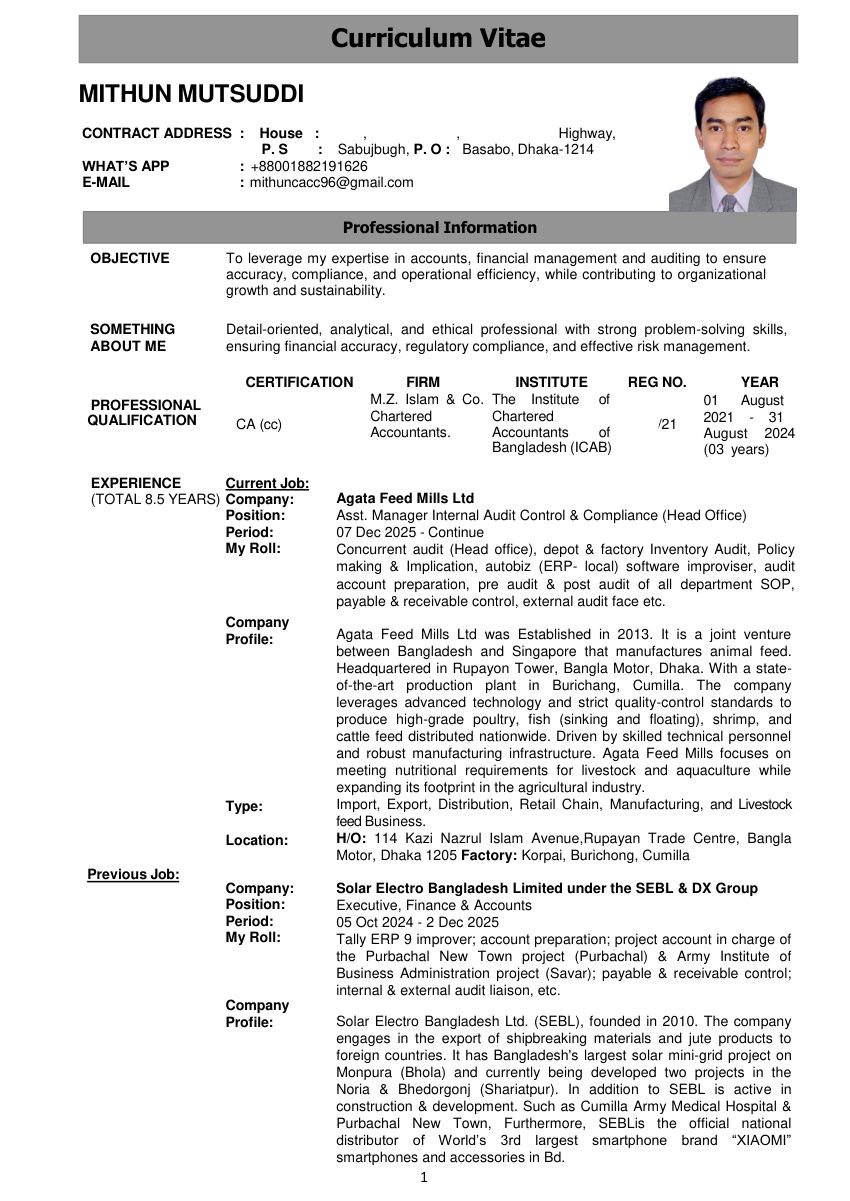 Curriculum Vitae
MITHUN MUTSUDDI
CONTRACT ADDRESS : House : , , Highway,
P. S : Sabujbugh, P. O : Basabo, Dhaka-1214
WHAT'S APP : +88001882191626
E-MAIL : mithuncacc96@gmail.com
Professional Information
OBJECTIVE To leverage my expertise in accounts, financial management and auditing to ensure
accuracy, compliance, and operational efficiency, while contributing to organizational
growth and sustainability.
SOMETHING Detail-oriented, analytical, and ethical professional with strong problem-solving skills,
ABOUT ME ensuring financial accuracy, regulatory compliance, and effective risk management.
CERTIFICATION FIRM INSTITUTE REG NO. YEAR
PROFESSIONAL
QUALIFICATION
CA (cc)
M.Z. Islam & Co.
Chartered
Accountants.
The Institute of
Chartered
Accountants of
Bangladesh (ICAB)
/21
01 August
2021 - 31
August 2024
(03 years)
EXPERIENCE Current Job:
(TOTAL 8.5 YEARS) Company: Agata Feed Mills Ltd
Position: Asst. Manager Internal Audit Control & Compliance (Head Office)
Period: 07 Dec 2025 - Continue
My Roll: Concurrent audit (Head office), depot & factory Inventory Audit, Policy
making & Implication, autobiz (ERP- local) software improviser, audit
account preparation, pre audit & post audit of all department SOP,
payable & receivable control, external audit face etc.
Company
Profile: Agata Feed Mills Ltd was Established in 2013. It is a joint venture
between Bangladesh and Singapore that manufactures animal feed.
Headquartered in Rupayon Tower, Bangla Motor, Dhaka. With a state-
of-the-art production plant in Burichang, Cumilla. The company
leverages advanced technology and strict quality-control standards to
produce high-grade poultry, fish (sinking and floating), shrimp, and
cattle feed distributed nationwide. Driven by skilled technical personnel
and robust manufacturing infrastructure. Agata Feed Mills focuses on
meeting nutritional requirements for livestock and aquaculture while
expanding its footprint in the agricultural industry.
Type: Import, Export, Distribution, Retail Chain, Manufacturing, and Livestock
feed Business.
Location: H/O: 114 Kazi Nazrul Islam Avenue,Rupayan Trade Centre, Bangla
Motor, Dhaka 1205 Factory: Korpai, Burichong, Cumilla
Previous Job:
Company: Solar Electro Bangladesh Limited under the SEBL & DX Group
Position: Executive, Finance & Accounts
Period: 05 Oct 2024 - 2 Dec 2025
My Roll: Tally ERP 9 improver; account preparation; project account in charge of
the Purbachal New Town project (Purbachal) & Army Institute of
Business Administration project (Savar); payable & receivable control;
internal & external audit liaison, etc.
Company
Profile: Solar Electro Bangladesh Ltd. (SEBL), founded in 2010. The company
engages in the export of shipbreaking materials and jute products to
foreign countries. It has Bangladesh's largest solar mini-grid project on
Monpura (Bhola) and currently being developed two projects in the
Noria & Bhedorgonj (Shariatpur). In addition to SEBL is active in
construction & development. Such as Cumilla Army Medical Hospital &
Purbachal New Town, Furthermore, SEBLis the official national
distributor of World's 3rd largest smartphone brand “XIAOMI”
smartphones and accessories in Bd.
1